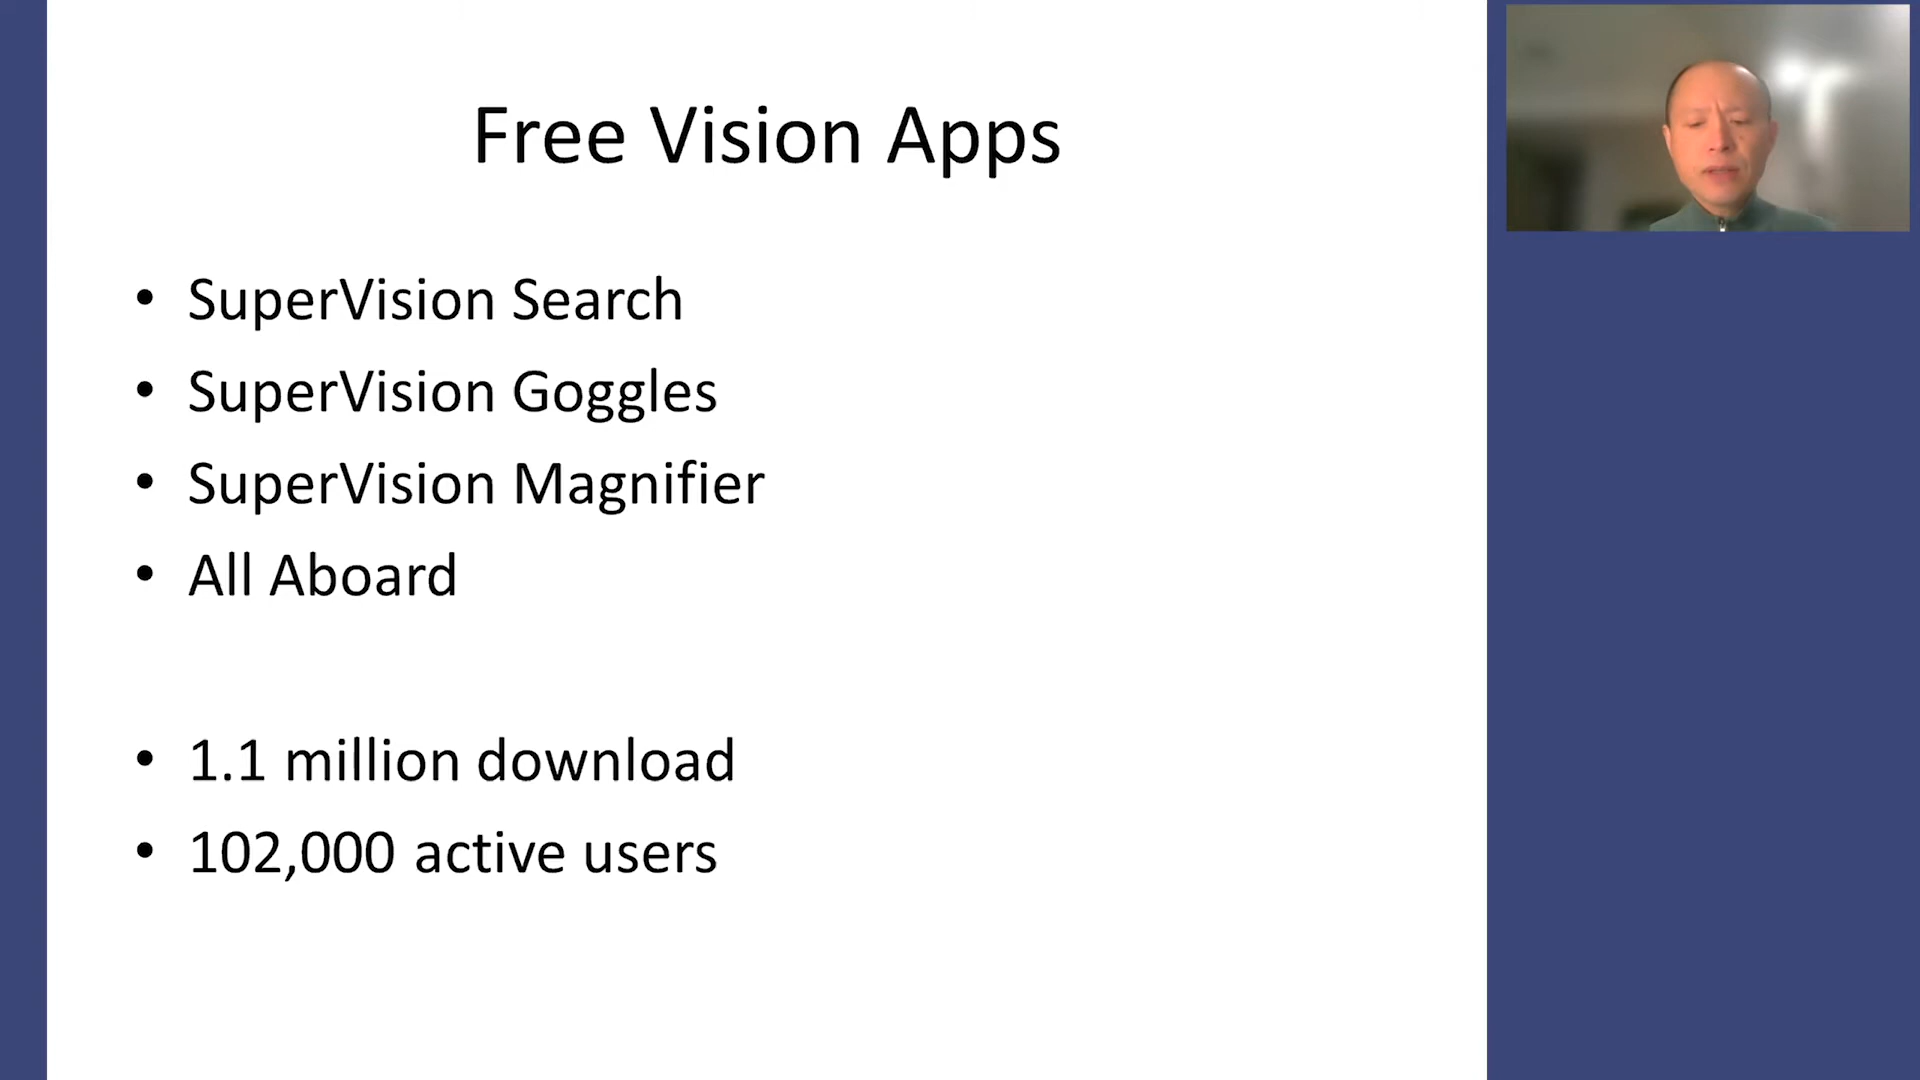 Free Vision Apps
• SuperVision Search
• SuperVision Goggles
• SuperVision Magnifier
• All Aboard
• 1.1 million download
• 102,000 active users